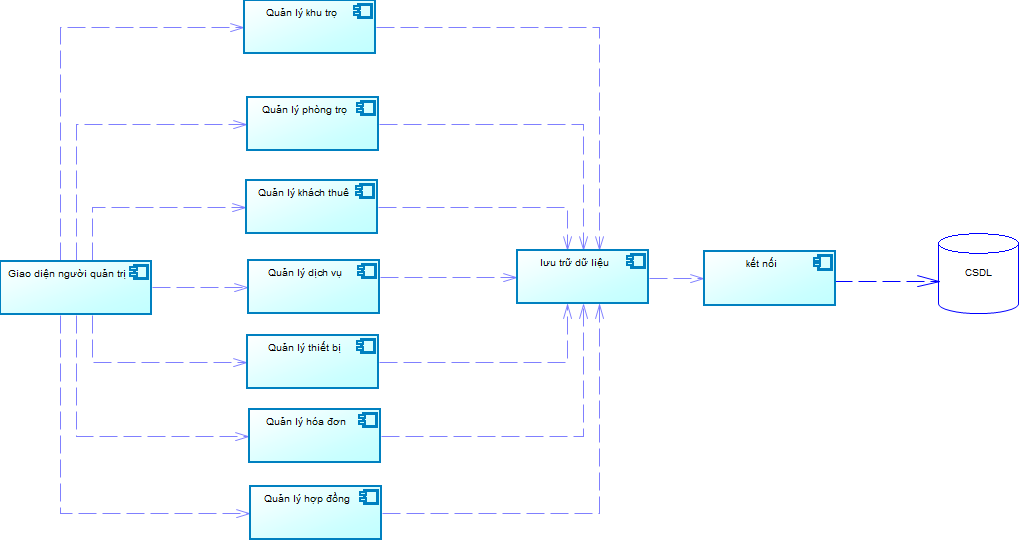 Quản lý khu trọ
Quản lý phòng trọ
Quản lý khách thuê
Giao diện người quản trị
Quản lý dịch vụ
Quản lý thiết bị
Quản lý hóa đơn
Quản lý hợp đồng
lưu trữ dữ liệu
kết nối
CSDL